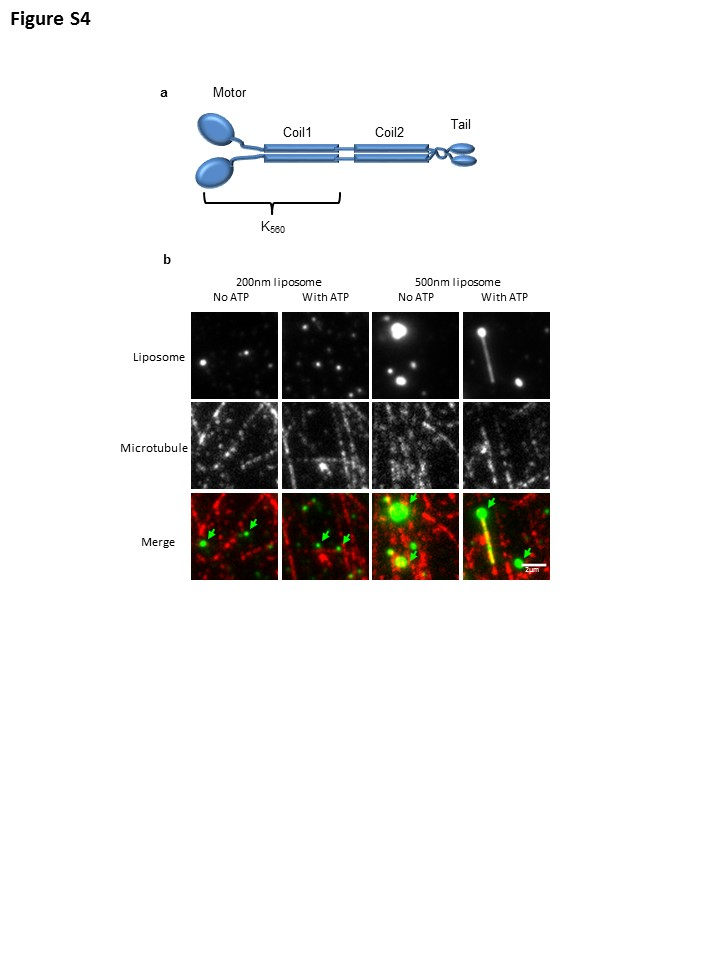 Figure S4
a
Motor
Coil1
Coil2
Tail
K560
b
200nm liposome
500nm liposome
No ATP
With ATP
No ATP
With ATP
Liposome
Microtubule
Merge
2μm